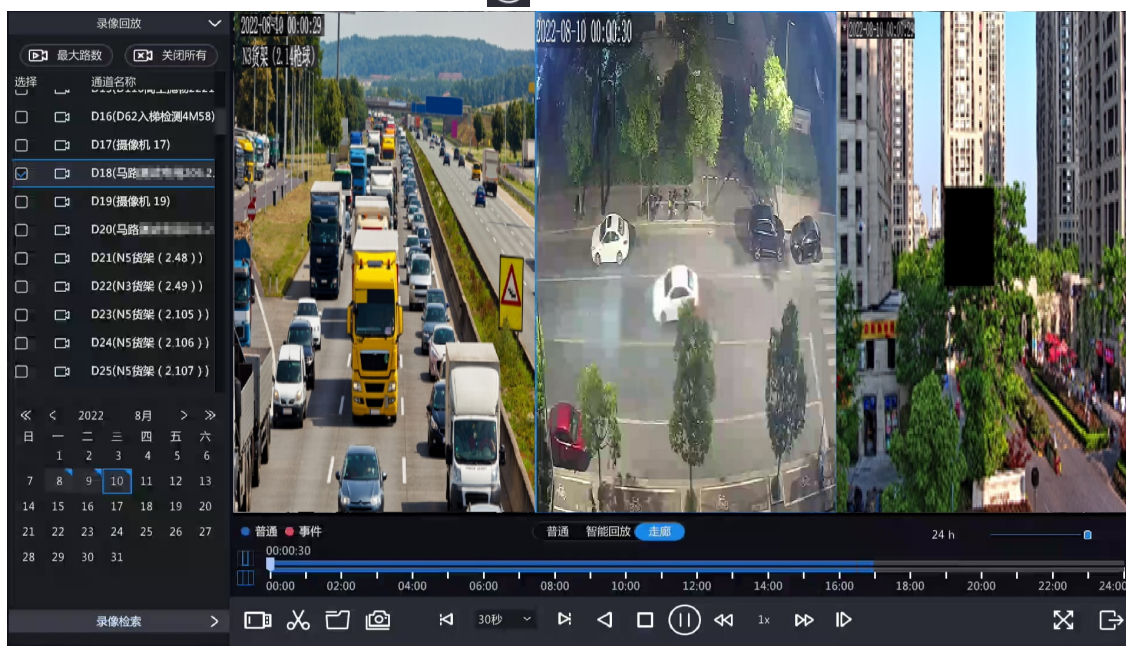 录像回放
最大路数 关闭所有
选择 通道名称
D16(D62入梯检测4M58)
D17(摄像机 17)
D18(马路
D19(摄像机 19)
D20(马路
D21(N5货架（2.48）)
D22(N3货架（2.49）)
D23(N5货架（2.105）)
D24(N5货架（2.106）)
D25(N5货架（2.107）)
2022 8月
日 一 二 三 四 五 六
1 2 3 4 5 6
7 8 9 10 11 12 13
14 15 16 17 18 19 20
21 22 23 24 25 26 27
28 29 30 31
录像检索
2022-08-10 00:00:29
N3货架（2.14枪球）
2022-08-10 00:00:30
2022-08-10 00:00:29
普通 事件
普通 智能回放 走廊
24 h
00:00:30
00:00 02:00 04:00 06:00 08:00 10:00 12:00 14:00 16:00 18:00 20:00 22:00 24:00
30秒
1x